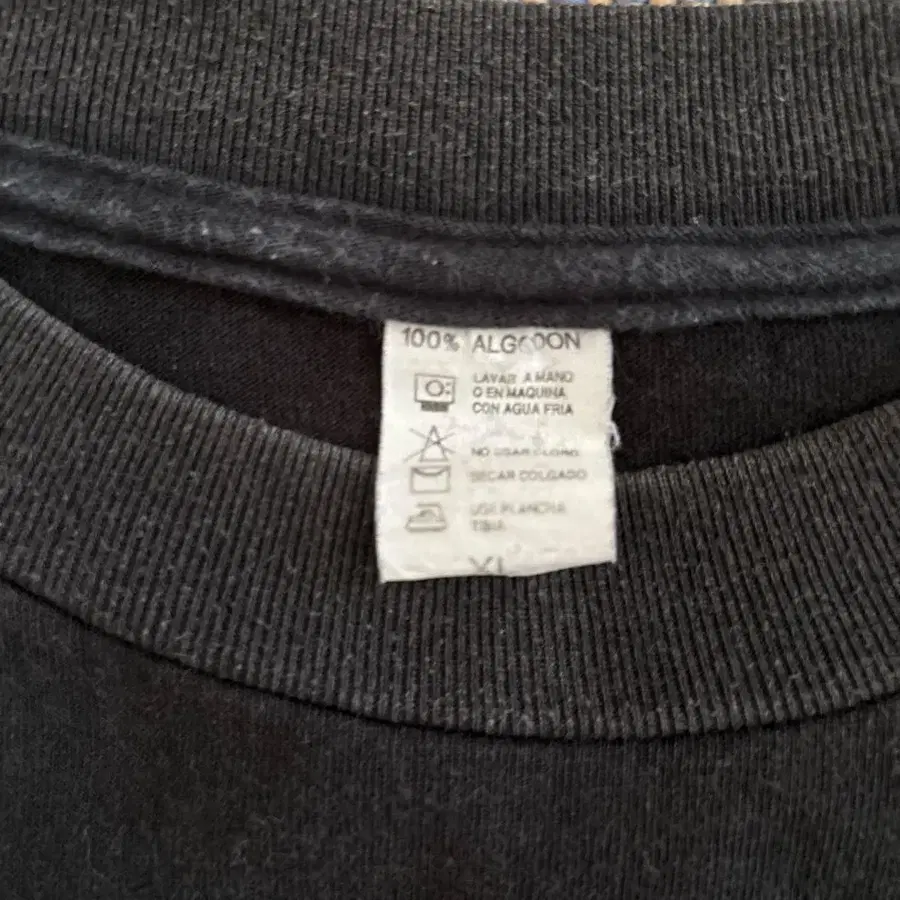 100% ALGODON
LAVAR A MANO
O EN MAQUINA
CON AGUA FRIA
NO USAR CLORO
SECAR COLGADO
USE PLANCHA
TIBIA
XL